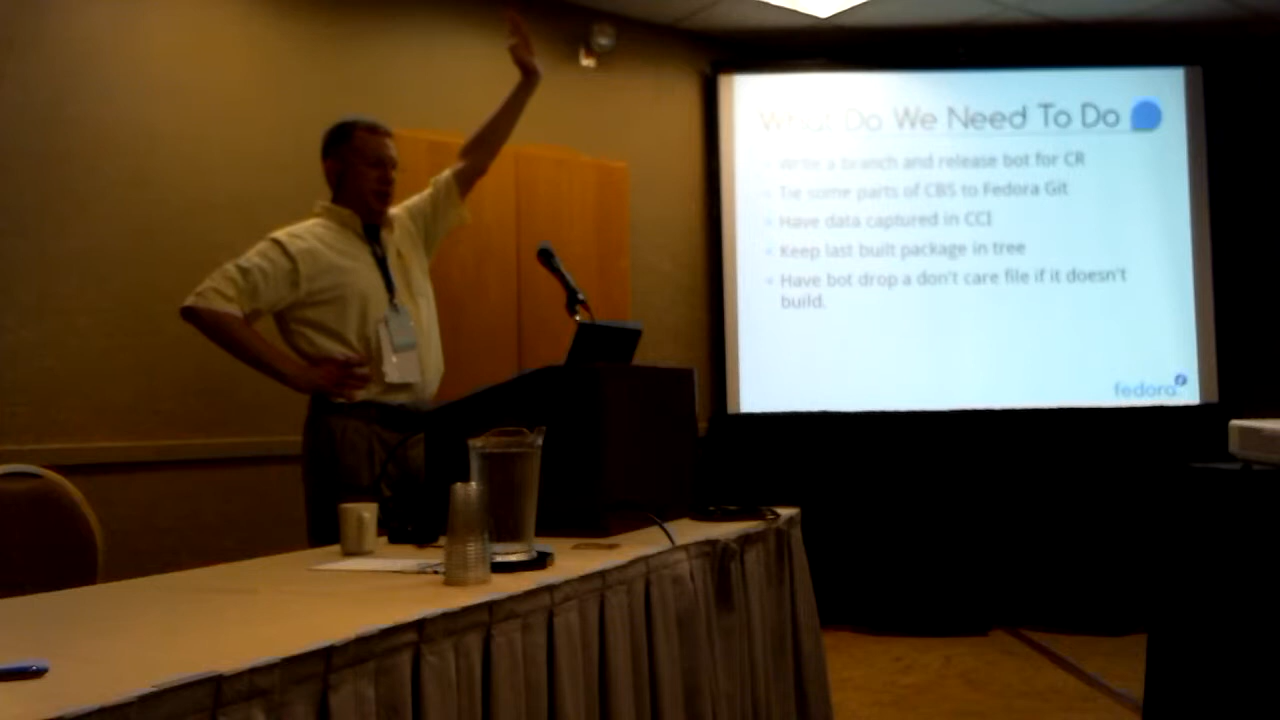 What Do We Need To Do
Write a branch and release bot for CR
Tie some parts of CBS to Fedora Git
Have data captured in CCI
Keep last built package in tree
Have bot drop a don't care file if it doesn't
build.
fedora